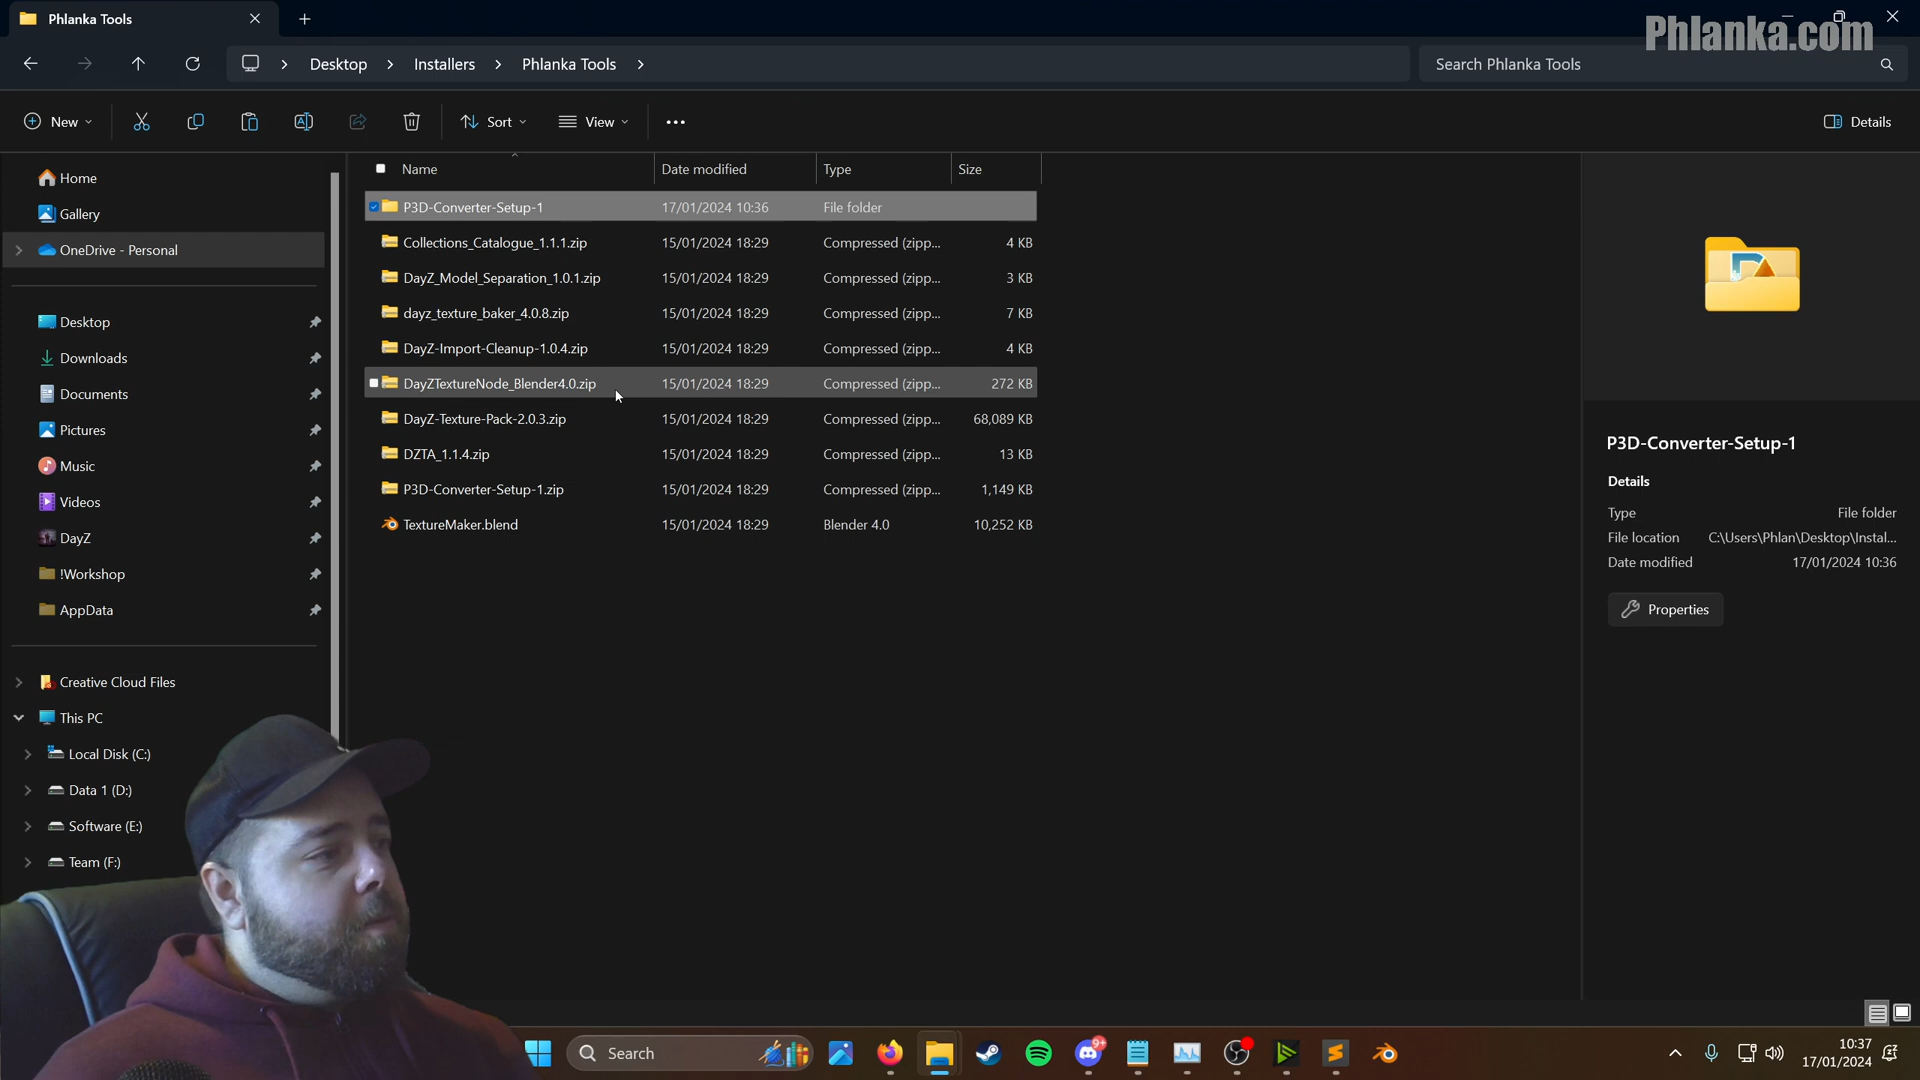 Phlanka Tools
Phlanka.com
Desktop
Installers
Phlanka Tools
Search Phlanka Tools
New
Sort
View
Details
Home
Gallery
OneDrive - Personal
Desktop
Downloads
Documents
Pictures
Music
Videos
DayZ
!Workshop
AppData
Creative Cloud Files
This PC
Local Disk (C:)
Data 1 (D:)
Software (E:)
Team (F:)
Name Date modified Type Size
P3D-Converter-Setup-1 17/01/2024 10:36 File folder
Collections_Catalogue_1.1.1.zip 15/01/2024 18:29 Compressed (zipp... 4 KB
DayZ_Model_Separation_1.0.1.zip 15/01/2024 18:29 Compressed (zipp... 3 KB
dayz_texture_baker_4.0.8.zip 15/01/2024 18:29 Compressed (zipp... 7 KB
DayZ-Import-Cleanup-1.0.4.zip 15/01/2024 18:29 Compressed (zipp... 4 KB
DayZTextureNode_Blender4.0.zip 15/01/2024 18:29 Compressed (zipp... 272 KB
DayZ-Texture-Pack-2.0.3.zip 15/01/2024 18:29 Compressed (zipp... 68,089 KB
DZTA_1.1.4.zip 15/01/2024 18:29 Compressed (zipp... 13 KB
P3D-Converter-Setup-1.zip 15/01/2024 18:29 Compressed (zipp... 1,149 KB
TextureMaker.blend 15/01/2024 18:29 Blender 4.0 10,252 KB
P3D-Converter-Setup-1
Details
Type File folder
File location C:\Users\Phlan\Desktop\Instal...
Date modified 17/01/2024 10:36
Properties
Search
9+
10:37
17/01/2024